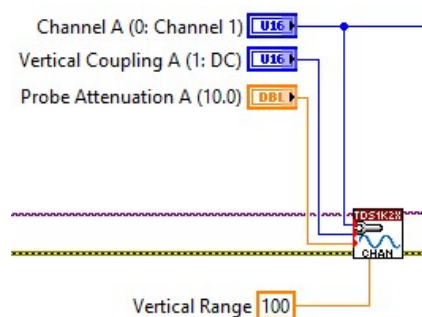 Channel A (0: Channel 1) U16
Vertical Coupling A (1: DC) U16
Probe Attenuation A (10.0) DBL
TDS1K2X
CHAN
Vertical Range 100